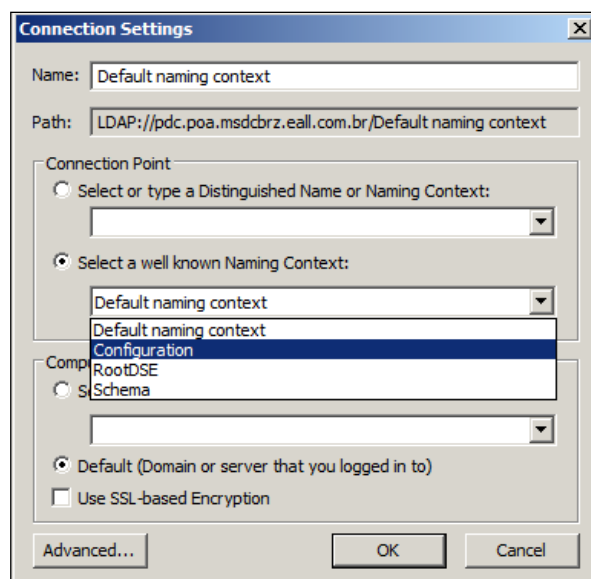 Connection Settings
Name: Default naming context
Path: LDAP://pdc.poa.msdcbrz.eall.com.br/Default naming context
Connection Point
Select or type a Distinguished Name or Naming Context:
Select a well known Naming Context:
Default naming context
Default naming context
Configuration
RootDSE
Schema
Default (Domain or server that you logged in to)
Use SSL-based Encryption
Advanced...
OK
Cancel